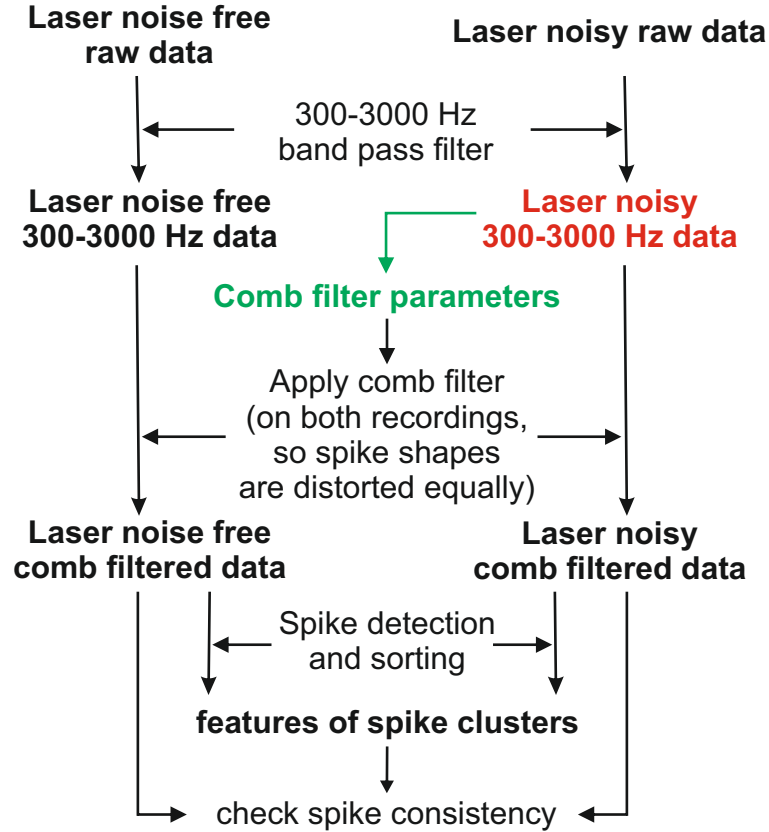 Laser noise free
raw data
Laser noisy raw data
300-3000 Hz
band pass filter
Laser noise free
300-3000 Hz data
Laser noisy
300-3000 Hz data
Comb filter parameters
Apply comb filter
(on both recordings,
so spike shapes
are distorted equally)
Laser noise free
comb filtered data
Laser noisy
comb filtered data
Spike detection
and sorting
features of spike clusters
check spike consistency